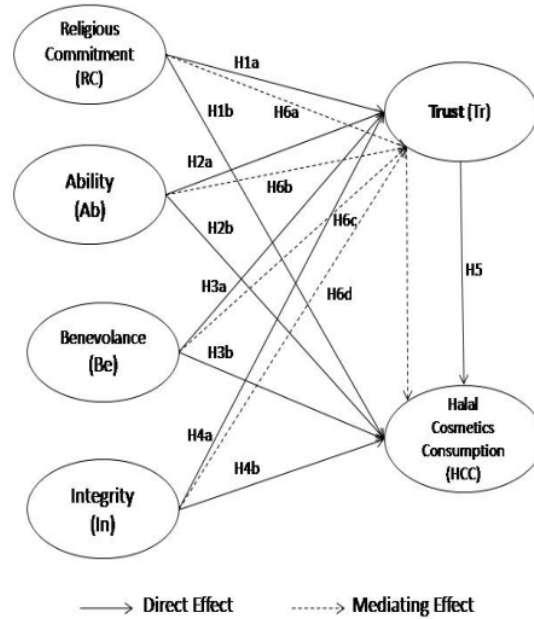 Religious
Commitment
(RC)
H1a
H1b
H6a
Trust (Tr)
H2a
Ability
(Ab)
H6b
H2b
H6c
H5
H3a
H6d
Benevolance
(Be)
H3b
Halal
Cosmetics
Consumption
(HCC)
H4a
H4b
Integrity
(In)
Direct Effect
Mediating Effect